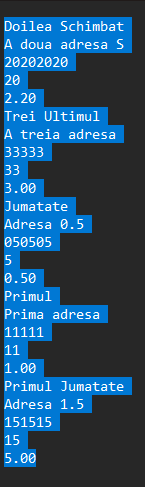 Doilea Schimbat
A doua adresa S
20202020
20
2.20
Trei Ultimul
A treia adresa
33333
33
3.00
Jumatate
Adresa 0.5
050505
5
0.50
Primul
Prima adresa
11111
11
1.00
Primul Jumatate
Adresa 1.5
151515
15
5.00